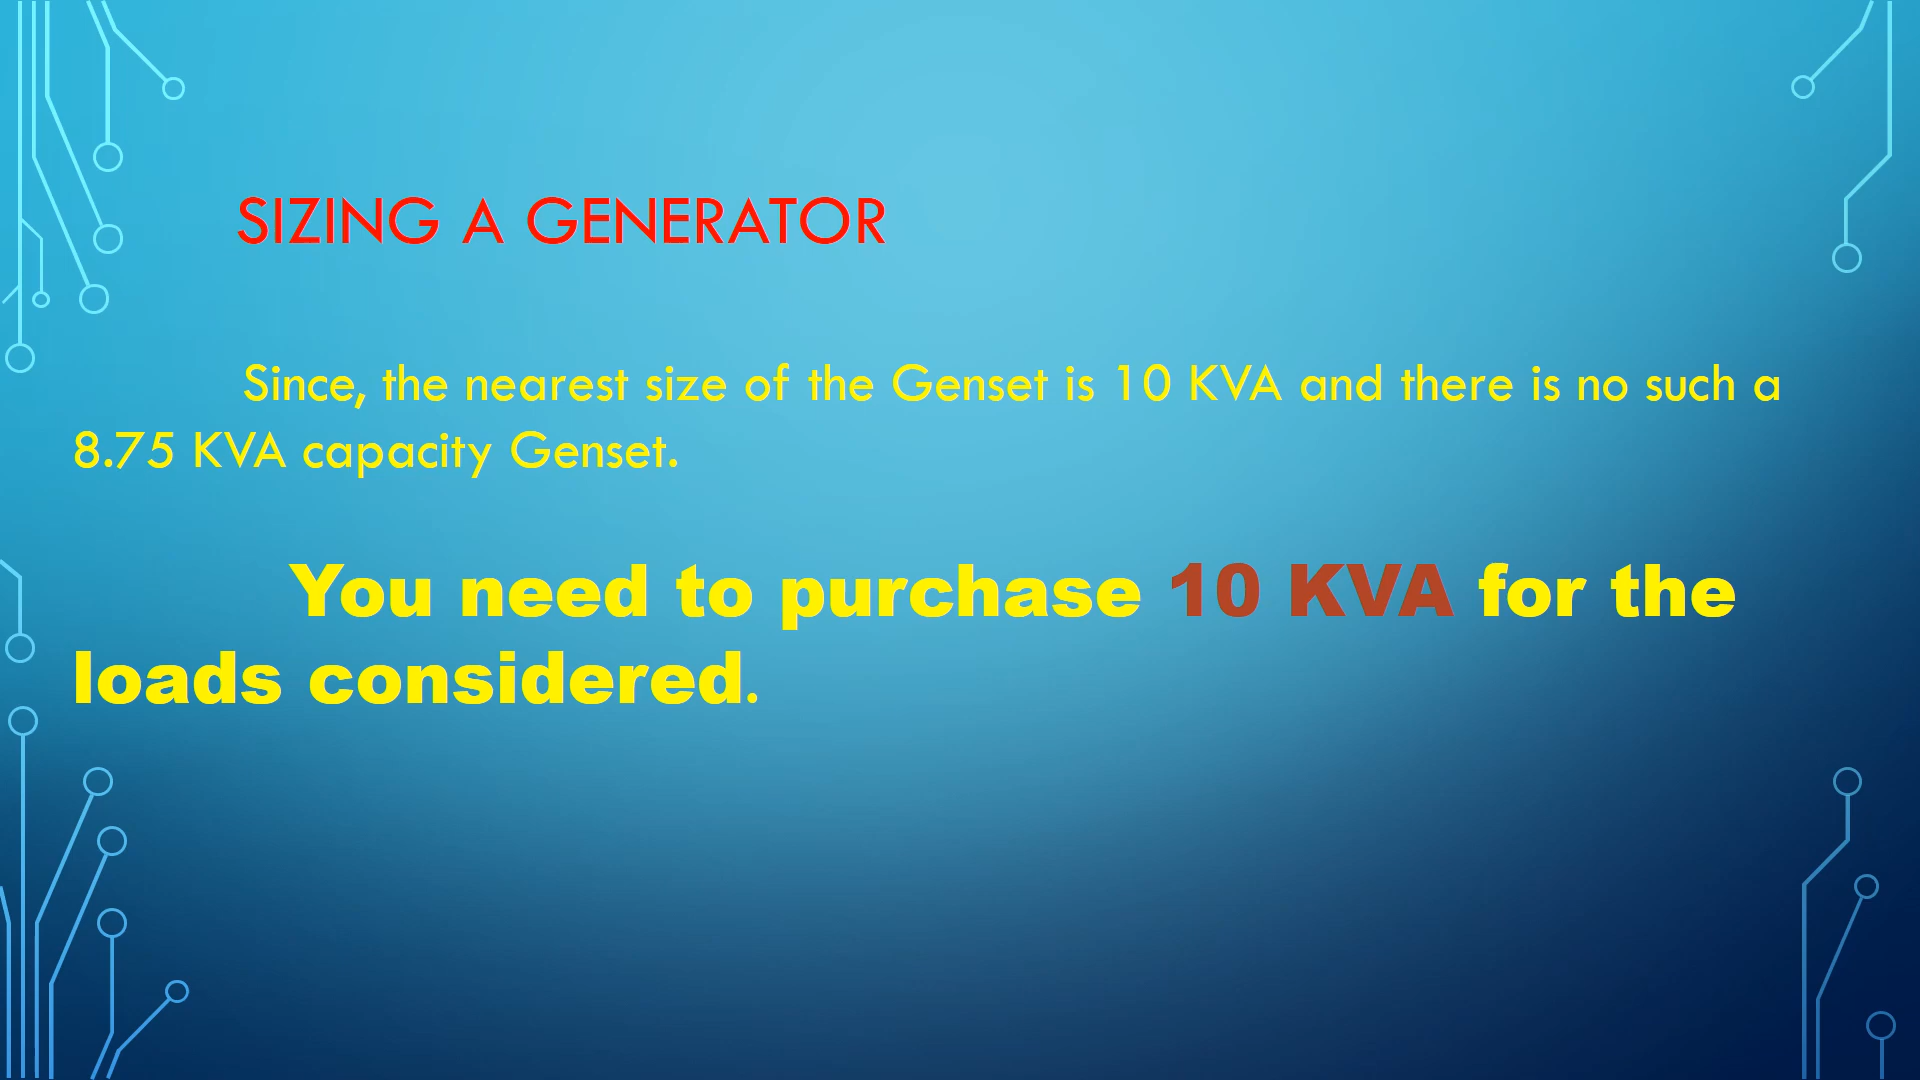 SIZING A GENERATOR
Since, the nearest size of the Genset is 10 KVA and there is no such a
8.75 KVA capacity Genset.
You need to purchase 10 KVA for the
loads considered.